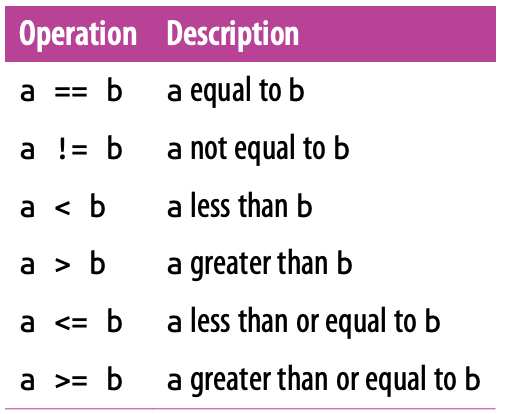 Operation Description
a == b a equal to b
a != b a not equal to b
a < b a less than b
a > b a greater than b
a <= b a less than or equal to b
a >= b a greater than or equal to b